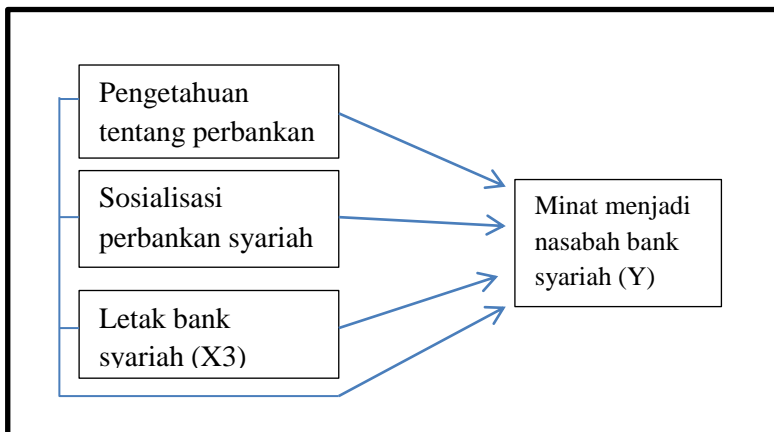 Pengetahuan
tentang perbankan
Sosialisasi
perbankan syariah
Letak bank
syariah (X3)
Minat menjadi
nasabah bank
syariah (Y)